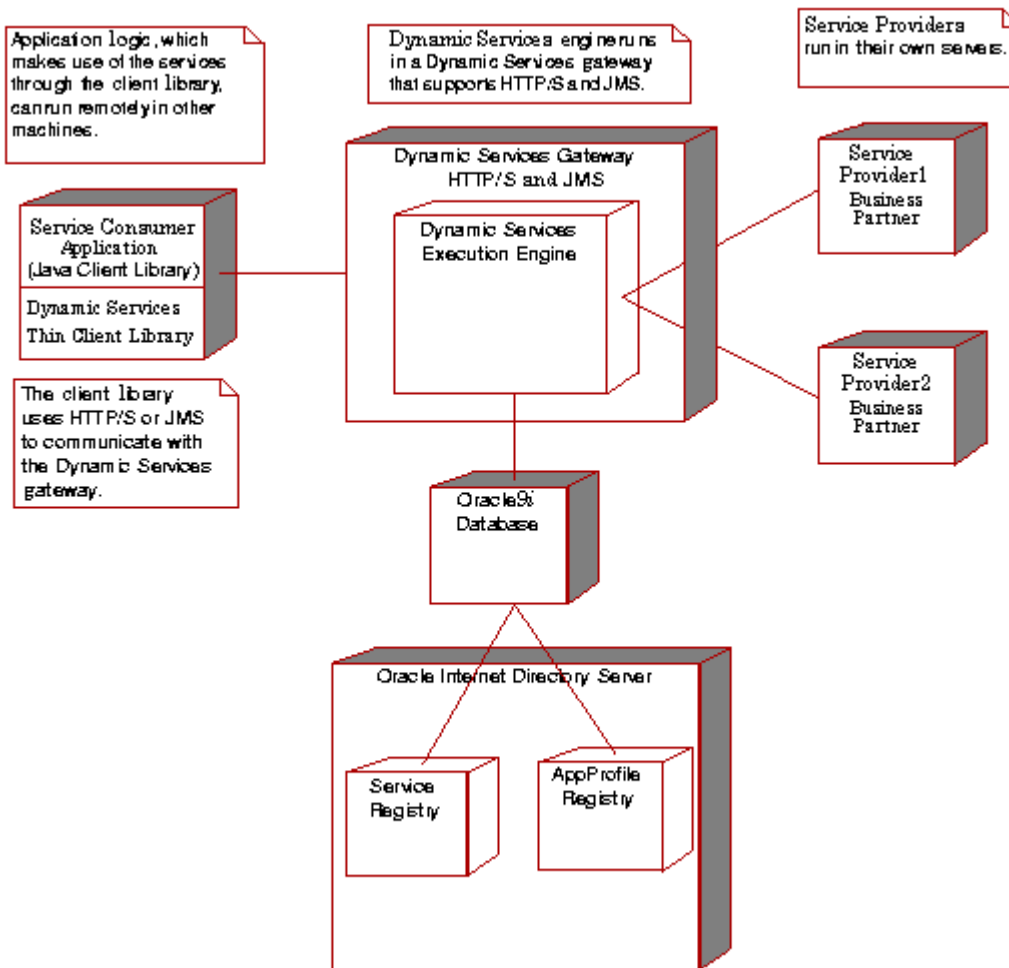 Application logic, which
makes use of the services
through the client library,
can run remotely in other
machines.
Dynamic Services engine runs
in a Dynamic Services gateway
that supports HTTP/S and JMS.
Service Providers
run in their own servers.
Dynamic Services Gateway
HTTP/S and JMS
Dynamic Services
Execution Engine
Service
Provider1
Business
Partner
Service Consumer
Application
(Java Client Library)
Dynamic Services
Thin Client Library
Service
Provider2
Business
Partner
The client library
uses HTTP/S or JMS
to communicate with
the Dynamic Services
gateway.
Oracle9i
Database
Oracle Internet Directory Server
Service
Registry
AppProfile
Registry